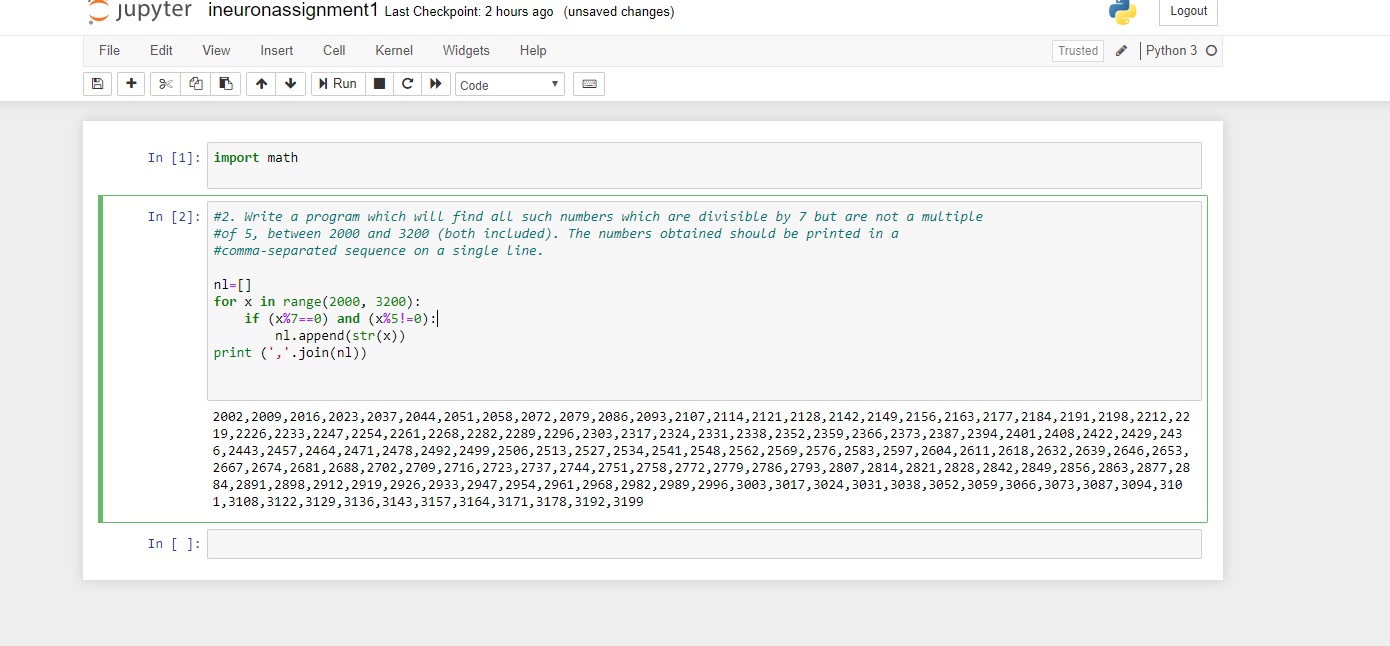 jupyter ineuronassignment1 Last Checkpoint: 2 hours ago (unsaved changes) Logout
File Edit View Insert Cell Kernel Widgets Help Trusted Python 3
Run Code
In [1]: import math
In [2]: #2. Write a program which will find all such numbers which are divisible by 7 but are not a multiple
#of 5, between 2000 and 3200 (both included). The numbers obtained should be printed in a
#comma-separated sequence on a single line.
nl=[]
for x in range(2000, 3200):
    if (x%7==0) and (x%5!=0):
        nl.append(str(x))
print (','.join(nl))
2002,2009,2016,2023,2037,2044,2051,2058,2072,2079,2086,2093,2107,2114,2121,2128,2142,2149,2156,2163,2177,2184,2191,2198,2212,22
19,2226,2233,2247,2254,2261,2268,2282,2289,2296,2303,2317,2324,2331,2338,2352,2359,2366,2373,2387,2394,2401,2408,2422,2429,243
6,2443,2457,2464,2471,2478,2492,2499,2506,2513,2527,2534,2541,2548,2562,2569,2576,2583,2597,2604,2611,2618,2632,2639,2646,2653,
2667,2674,2681,2688,2702,2709,2716,2723,2737,2744,2751,2758,2772,2779,2786,2793,2807,2814,2821,2828,2842,2849,2856,2863,2877,28
84,2891,2898,2912,2919,2926,2933,2947,2954,2961,2968,2982,2989,2996,3003,3017,3024,3031,3038,3052,3059,3066,3073,3087,3094,310
1,3108,3122,3129,3136,3143,3157,3164,3171,3178,3192,3199
In [ ]: